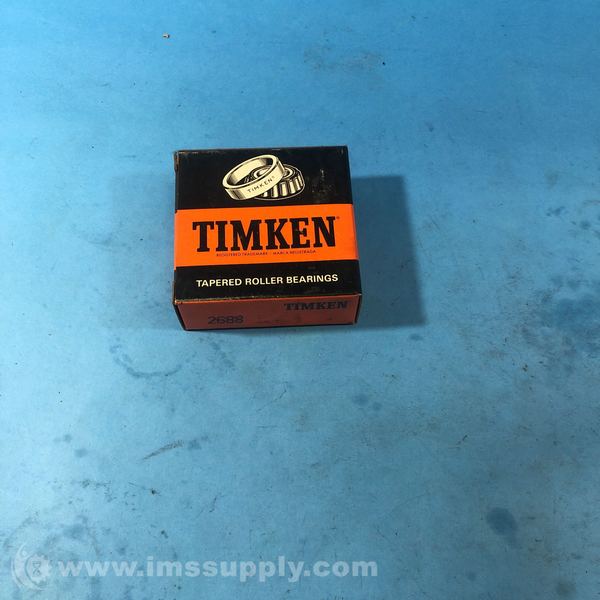 TIMKEN®
TIMKEN®
REGISTERED TRADEMARK · MARCA REGISTRADA
TAPERED ROLLER BEARINGS
TIMKEN
2688
www.imssupply.com